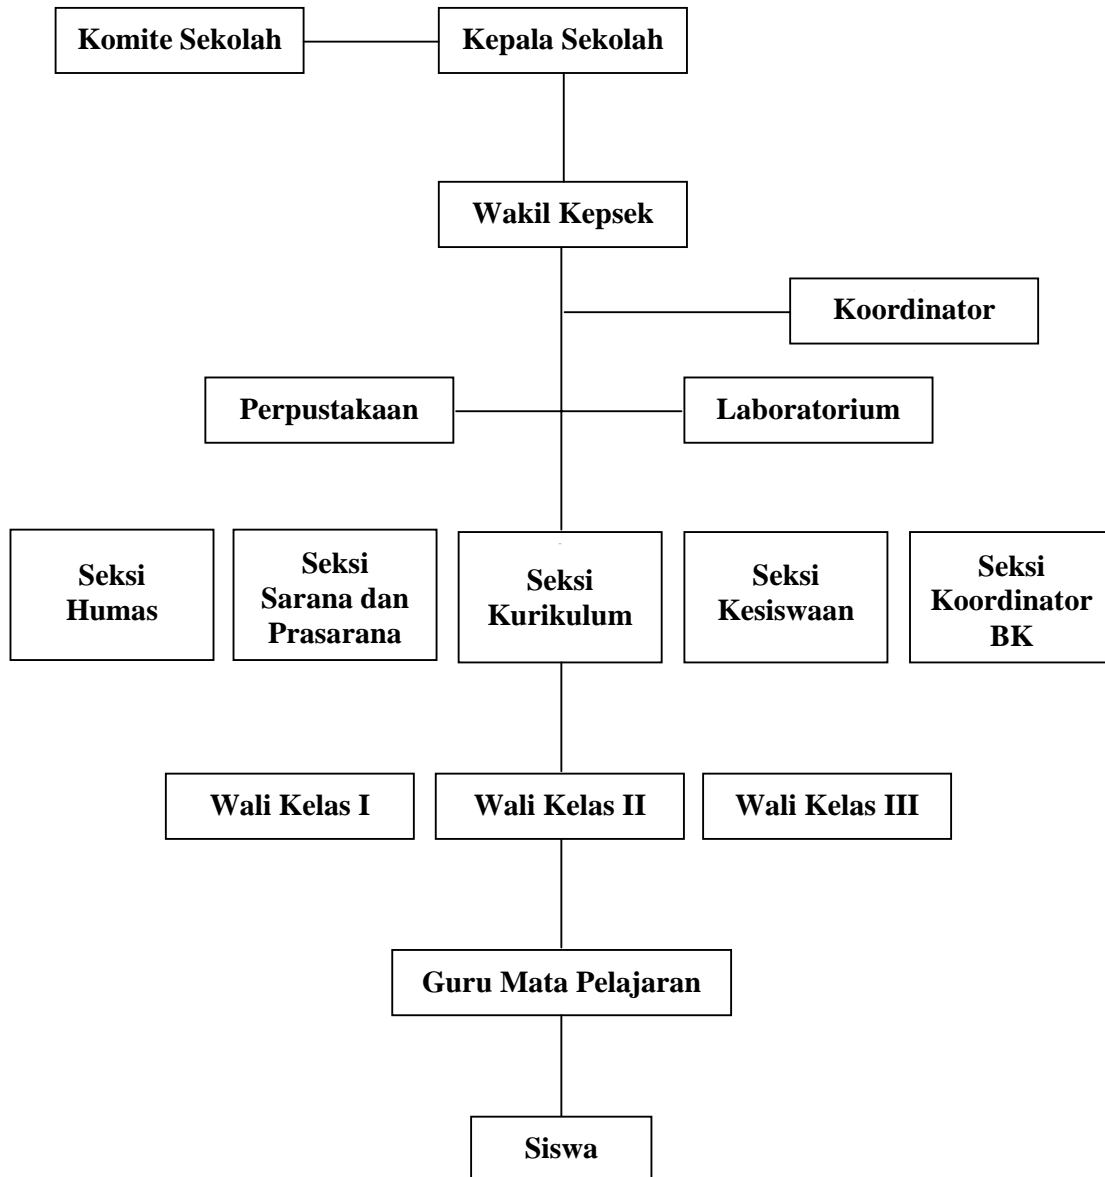 Komite Sekolah
Kepala Sekolah
Wakil Kepsek
Koordinator
Perpustakaan
Laboratorium
Seksi
Humas
Seksi
Sarana dan
Prasarana
Seksi
Kurikulum
Seksi
Kesiswaan
Seksi
Koordinator
BK
Wali Kelas I
Wali Kelas II
Wali Kelas III
Guru Mata Pelajaran
Siswa